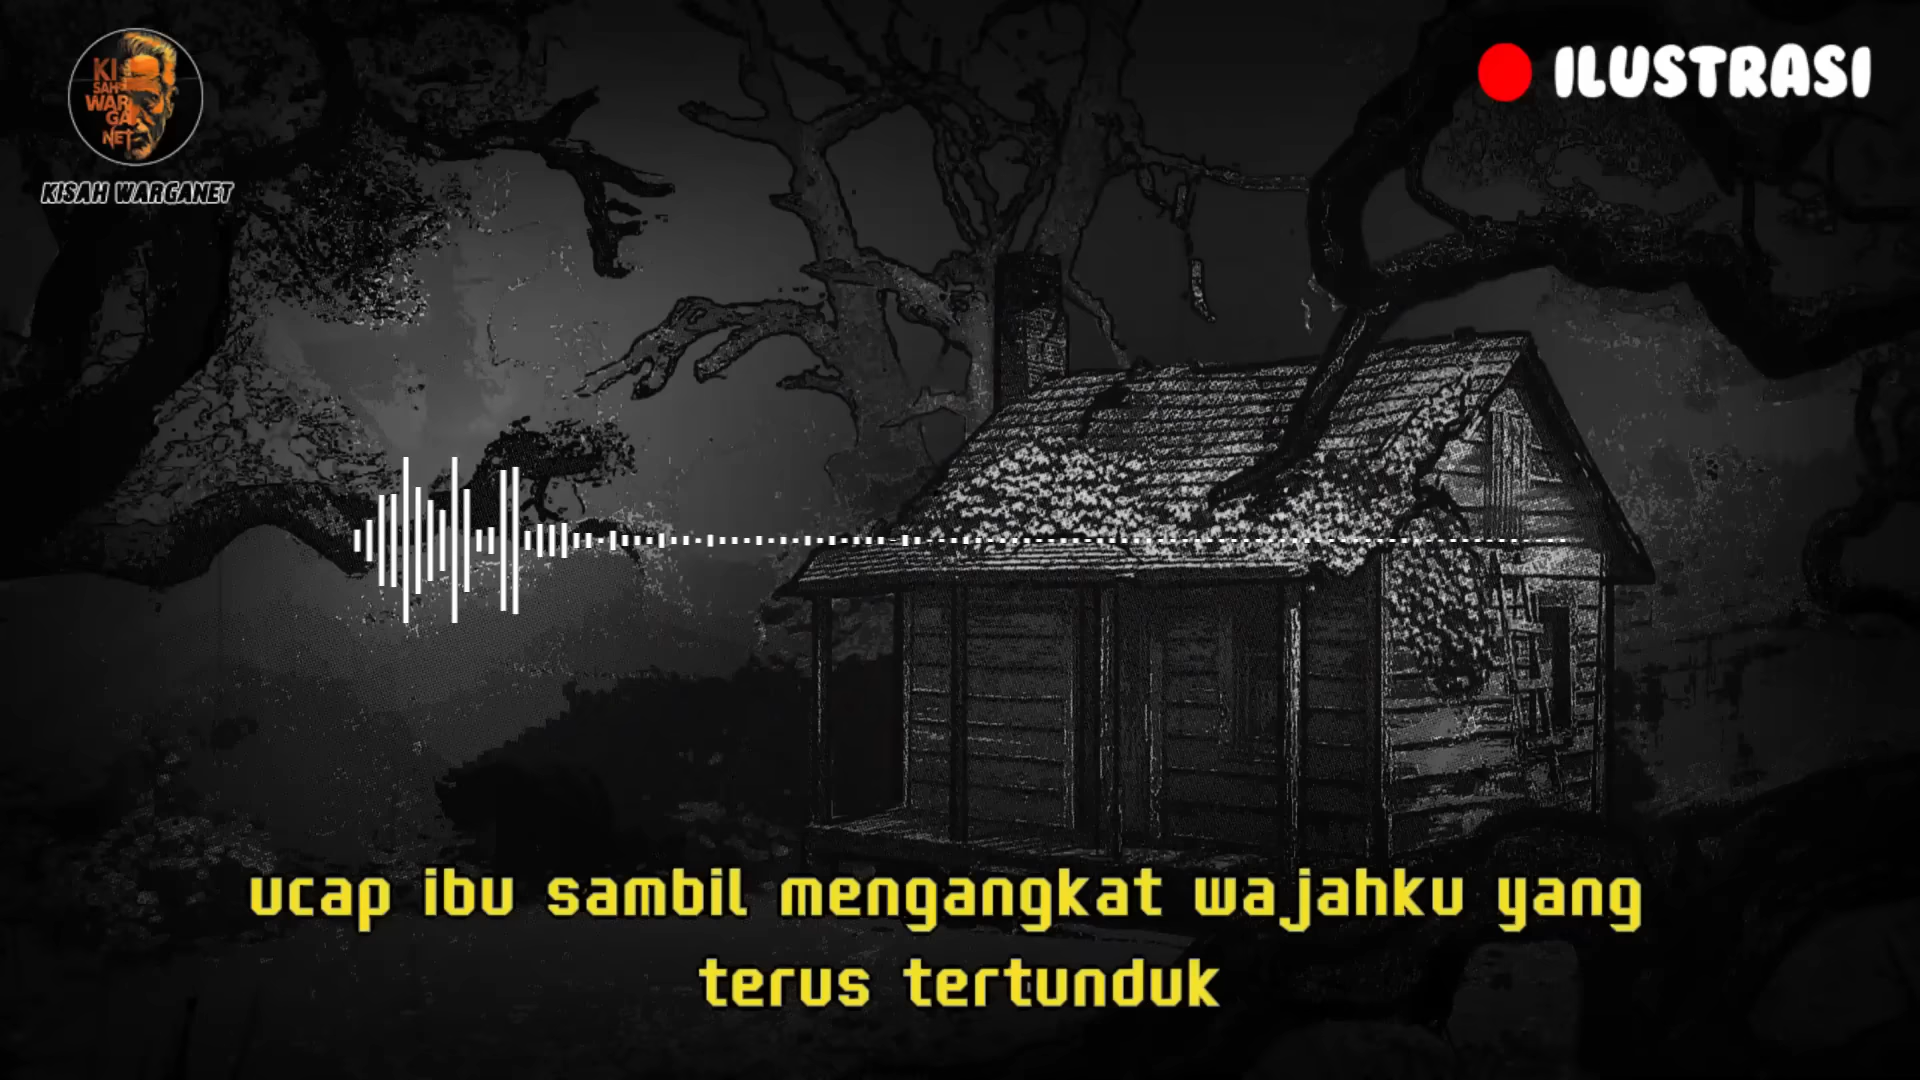 KI
SAH
WAR
GA
NET
KISAH WARGANET
ILUSTRASI
ucap ibu sambil mengangkat wajahku yang
terus tertunduk